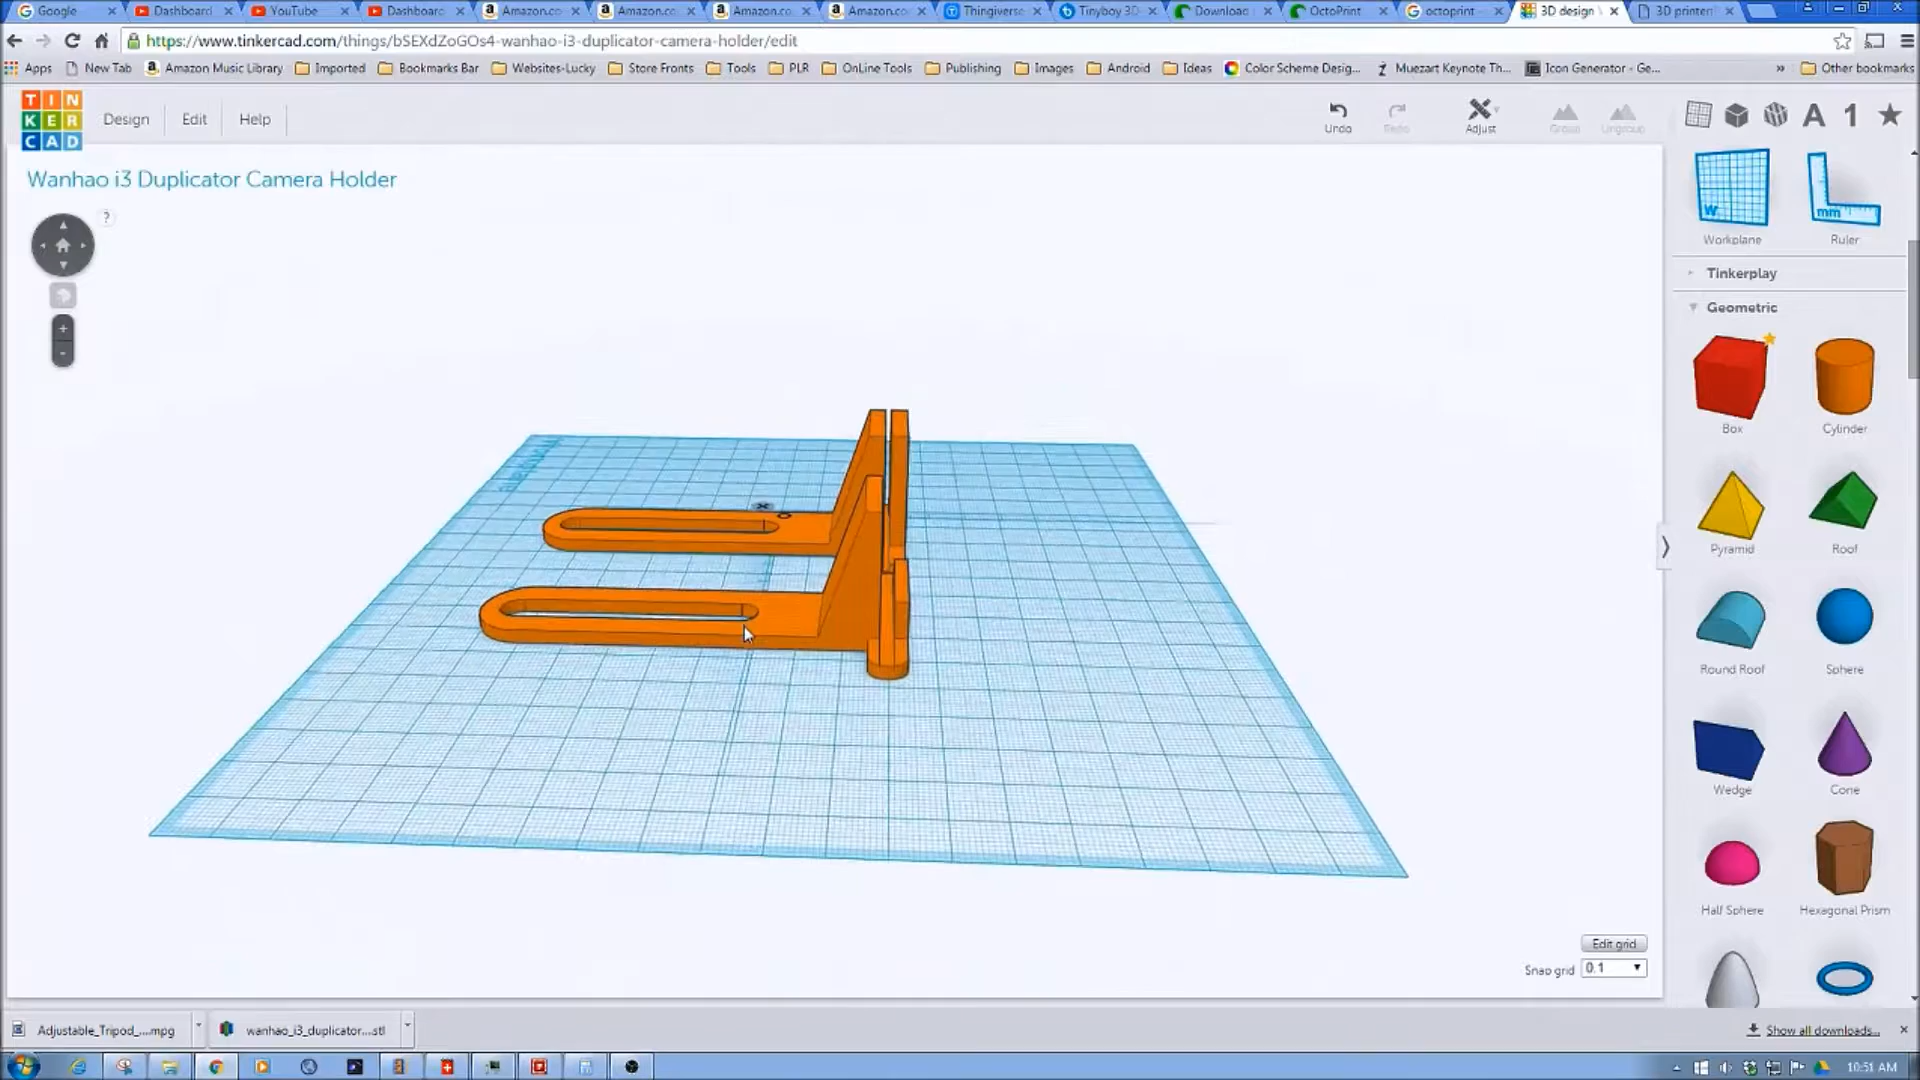 Google
Dashboard
YouTube
Dashboard
Amazon.co
Amazon.co
Amazon.co
Amazon.co
Thingiverse
Tinyboy 3D
Download
OctoPrint
octoprint
3D design
3D printer
https://www.tinkercad.com/things/bSEXdZoGOs4-wanhao-i3-duplicator-camera-holder/edit
Apps
New Tab
Amazon Music Library
Imported
Bookmarks Bar
Websites-Lucky
Store Fronts
Tools
PLR
OnLine Tools
Publishing
Images
Android
Ideas
Color Scheme Desig...
Muezart Keynote Th...
Icon Generator - Ge...
»
Other bookmarks
TIN
KER
CAD
Design
Edit
Help
Undo
Redo
Adjust
Group
Ungroup
A
1
Wanhao i3 Duplicator Camera Holder
?
+
-
W
mm
Workplane
Ruler
Tinkerplay
Geometric
Box
Cylinder
Pyramid
Roof
Round Roof
Sphere
Wedge
Cone
Half Sphere
Hexagonal Prism
Edit grid
Snap grid
0.1
Adjustable_Tripod_....mpg
wanhao_i3_duplicator....stl
Show all downloads...
10:51 AM